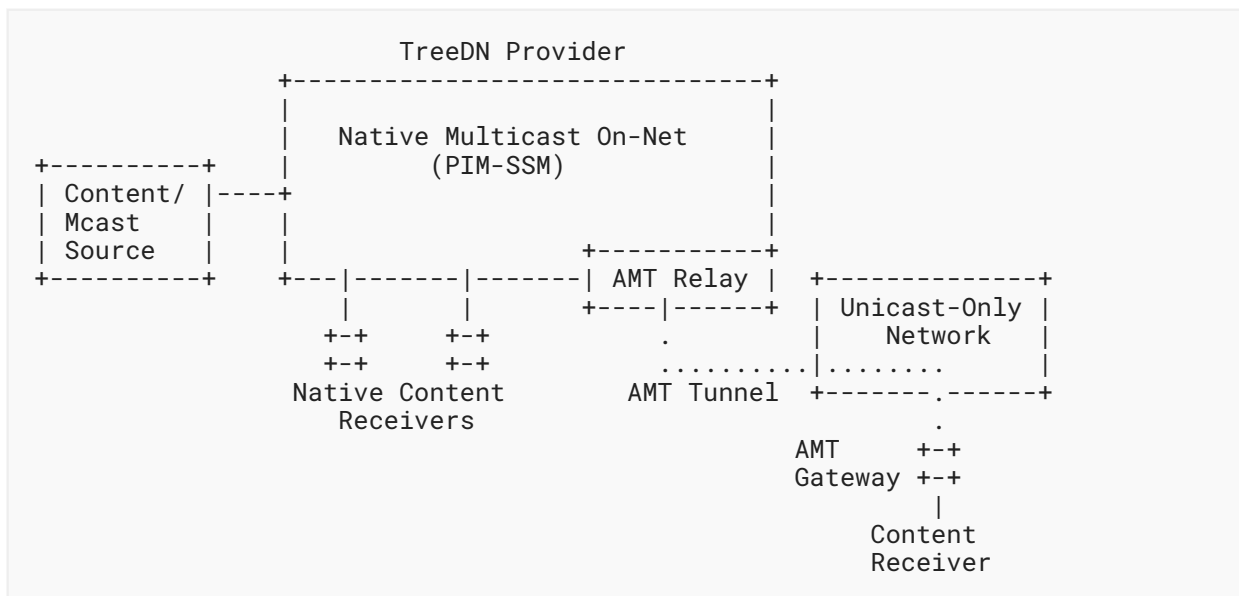 TreeDN Provider
                +-------------------------------+
                |                               |
                |   Native Multicast On-Net     |
+----------+    |         (PIM-SSM)             |
| Content/ |----+                               |
| Mcast    |    |                               |
| Source   |    |                   +-----------+
+----------+    +---|-------|-------| AMT Relay |  +--------------+
                    |       |       +----|------+  | Unicast-Only |
                   +-+     +-+           .         |    Network   |
                   +-+     +-+           ..........|........      |
                 Native Content        AMT Tunnel  +-------.------+
                    Receivers                              .
                                                  AMT     +-+
                                                  Gateway +-+
                                                           |
                                                       Content
                                                       Receiver